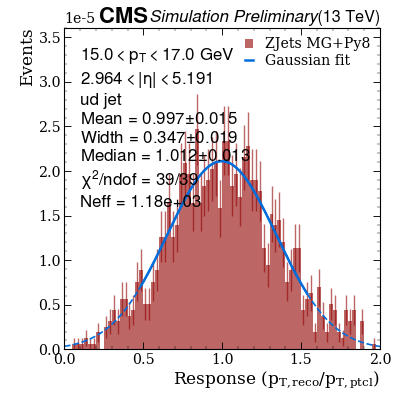 1e-5 CMS Simulation Preliminary (13 TeV)
Events
ZJets MG+Py8
Gaussian fit
15.0 < p_T < 17.0 GeV
2.964 < |η| < 5.191
ud jet
Mean = 0.997±0.015
Width = 0.347±0.019
Median = 1.012±0.013
χ²/ndof = 39/39
Neff = 1.18e+03
3.5
3.0
2.5
2.0
1.5
1.0
0.5
0.0
0.0 0.5 1.0 1.5 2.0
Response (p_T,reco/p_T,ptcl)